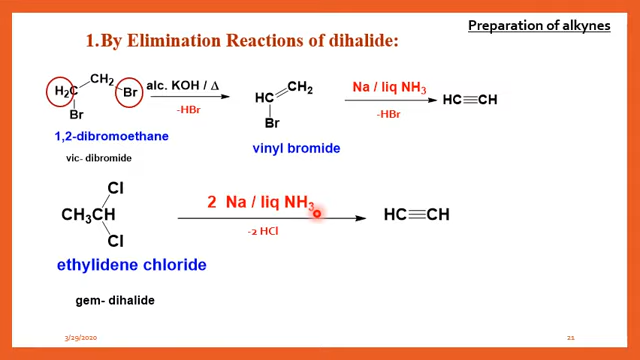 Preparation of alkynes
1.By Elimination Reactions of dihalide:
H₂C
CH₂
Br
Br
alc. KOH / Δ
-HBr
HC
CH₂
Br
Na / liq NH₃
-HBr
HC≡CH
1,2-dibromoethane
vic- dibromide
vinyl bromide
Cl
CH₃CH
Cl
2 Na / liq NH₃
-2 HCl
HC≡CH
ethylidene chloride
gem- dihalide
3/29/2020
21